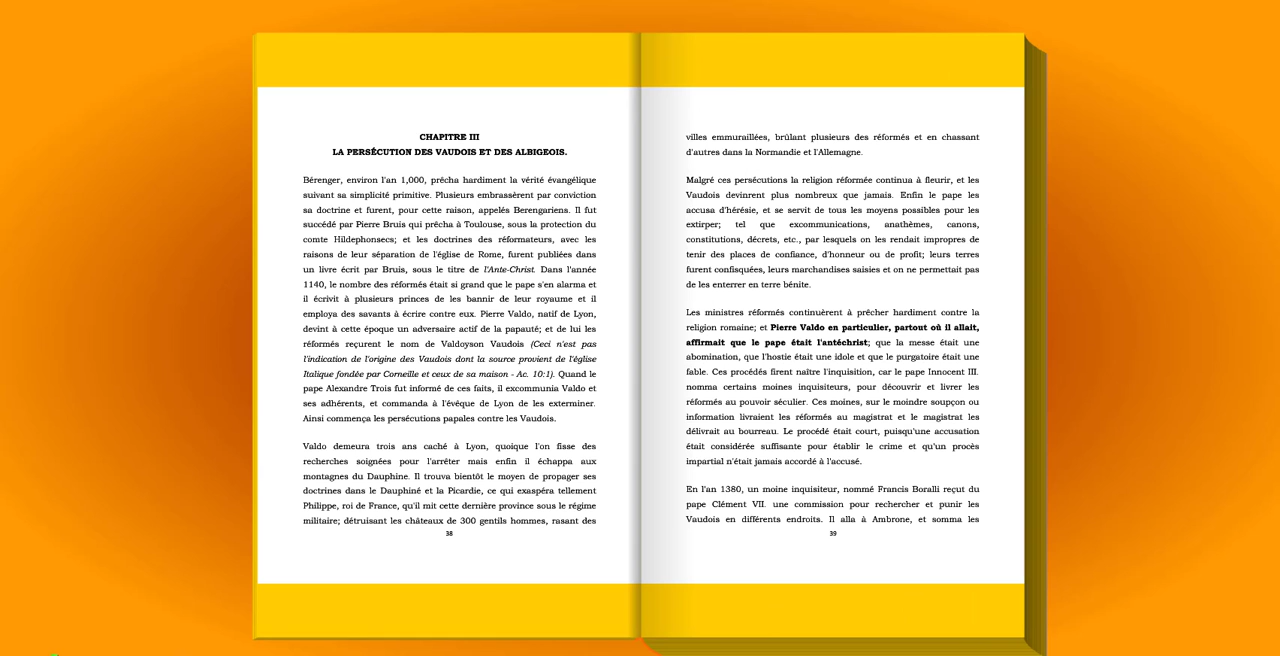 CHAPITRE III
LA PERSÉCUTION DES VAUDOIS ET DES ALBIGEOIS.
Bérenger, environ l'an 1,000, prêcha hardiment la vérité évangélique
suivant sa simplicité primitive. Plusieurs embrassèrent par conviction
sa doctrine et furent, pour cette raison, appelés Berengariens. Il fut
succédé par Pierre Bruis qui prêcha à Toulouse, sous la protection du
comte Hildephonsecs; et les doctrines des réformateurs, avec les
raisons de leur séparation de l'église de Rome, furent publiées dans
un livre écrit par Bruis, sous le titre de l'Ante-Christ. Dans l'année
1140, le nombre des réformés était si grand que le pape s'en alarma et
il écrivit à plusieurs princes de les bannir de leur royaume et il
employa des savants à écrire contre eux. Pierre Valdo, natif de Lyon,
devint à cette époque un adversaire actif de la papauté; et de lui les
réformés reçurent le nom de Valdoyson Vaudois (Ceci n'est pas
l'indication de l'origine des Vaudois dont la source provient de l'église
Italique fondée par Corneille et ceux de sa maison - Ac. 10:1). Quand le
pape Alexandre Trois fut informé de ces faits, il excommunia Valdo et
ses adhérents, et commanda à l'évêque de Lyon de les exterminer.
Ainsi commença les persécutions papales contre les Vaudois.
Valdo demeura trois ans caché à Lyon, quoique l'on fisse des
recherches soignées pour l'arrêter mais enfin il échappa aux
montagnes du Dauphine. Il trouva bientôt le moyen de propager ses
doctrines dans le Dauphiné et la Picardie, ce qui exaspéra tellement
Philippe, roi de France, qu'il mit cette dernière province sous le régime
militaire; détruisant les châteaux de 300 gentils hommes, rasant des
38
villes emmuraillées, brûlant plusieurs des réformés et en chassant
d'autres dans la Normandie et l'Allemagne.
Malgré ces persécutions la religion réformée continua à fleurir, et les
Vaudois devinrent plus nombreux que jamais. Enfin le pape les
accusa d'hérésie, et se servit de tous les moyens possibles pour les
extirper; tel que excommunications, anathèmes, canons,
constitutions, décrets, etc., par lesquels on les rendait impropres de
tenir des places de confiance, d'honneur ou de profit; leurs terres
furent confisquées, leurs marchandises saisies et on ne permettait pas
de les enterrer en terre bénite.
Les ministres réformés continuèrent à prêcher hardiment contre la
religion romaine; et Pierre Valdo en particulier, partout où il allait,
affirmait que le pape était l'antéchrist; que la messe était une
abomination, que l'hostie était une idole et que le purgatoire était une
fable. Ces procédés firent naître l'inquisition, car le pape Innocent III.
nomma certains moines inquisiteurs, pour découvrir et livrer les
réformés au pouvoir séculier. Ces moines, sur le moindre soupçon ou
information livraient les réformés au magistrat et le magistrat les
délivrait au bourreau. Le procédé était court, puisqu'une accusation
était considérée suffisante pour établir le crime et qu'un procès
impartial n'était jamais accordé à l'accusé.
En l'an 1380, un moine inquisiteur, nommé Francis Boralli reçut du
pape Clément VII. une commission pour rechercher et punir les
Vaudois en différents endroits. Il alla à Ambrone, et somma les
39